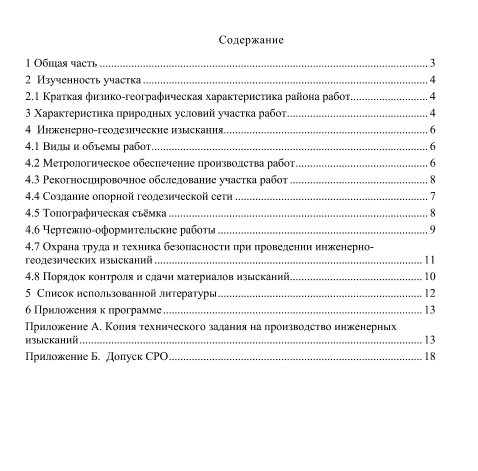 Содержание
1 Общая часть 3
2 Изученность участка 4
2.1 Краткая физико-географическая характеристика района работ 4
3 Характеристика природных условий участка работ 4
4 Инженерно-геодезические изыскания 6
4.1 Виды и объемы работ 6
4.2 Метрологическое обеспечение производства работ 6
4.3 Рекогносцировочное обследование участка работ 8
4.4 Создание опорной геодезической сети 7
4.5 Топографическая съёмка 8
4.6 Чертежно-оформительские работы 9
4.7 Охрана труда и техника безопасности при проведении инженерно-
геодезических изысканий 11
4.8 Порядок контроля и сдачи материалов изысканий 10
5 Список использованной литературы 12
6 Приложения к программе 13
Приложение А. Копия технического задания на производство инженерных
изысканий 13
Приложение Б. Допуск СРО 18